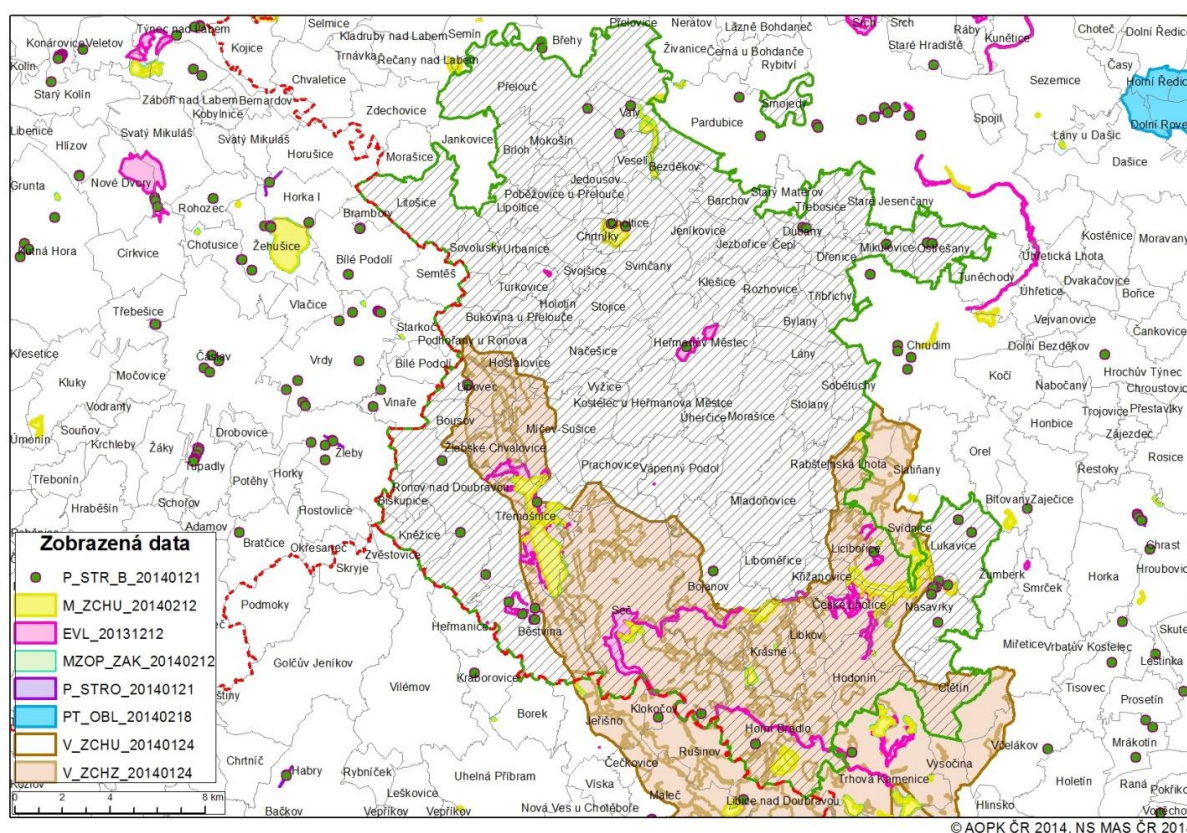 Týnec nad Labem
Selmice
Přelovice
Neratov
Lázně Bohdaneč
Srch
Srch
Ráby
Choteč
Dolní Ředice
Konárovice
Veletov
Kojice
Kladruby nad Labem
Semín
Břehy
Živanice
Černá u Bohdanče
Staré Hradiště
Kunětice
Časy
Kolín
Trnávka
Řečany nad Labem
Rybitví
Sezemice
Starý Kolín
Chvaletice
Přelouč
Horní Ředice
Záboří nad Labem
Bernardov
Kobylnice
Zdechovice
Valy
Srnojedy
Pardubice
Spojil
Dolní Roveň
Libenice
Svatý Mikuláš
Svatý Mikuláš
Jankovice
Mokošín
Lány u Dašic
Hlízov
Horušice
Morašice
Brloh
Veselí
Bezděkov
Dašice
Grunta
Nové Dvory
Horka I
Jedousov
Poběžovice u Přelouče
Starý Mateřov
Rohozec
Litošice
Lipoltice
Barchov
Třebosice
Staré Jesenčany
Brambory
Choltice
Dubany
Kostěnice
Moravany
Kutná Hora
Církvice
Chotusice
Žehušice
Sovolusky
Urbanice
Chrtníky
Jeníkovice
Jezbořice
Čepí
Mikulovice
Ostřešany
Úhřetická Lhota
Bílé Podolí
Semtěš
Svojšice
Svinčany
Dřenice
Tuněchody
Dvakačovice
Turkovice
Klešice
Rozhovice
Úhřetice
Bořice
Třebešice
Vlačice
Holotín
Stojice
Tříbřichy
Vejvanovice
Bukovina u Přelouče
Bylany
Čankovice
Starkoč
Podhořany u Ronova
Heřmanův Městec
Chrudim
Dolní Bezděkov
Křesetice
Čáslav
Vrdy
Bílé Podolí
Hošťalovice
Načešice
Lány
Hrochův Týnec
Kluky
Močovice
Lipovec
Vyžice
Sobětuchy
Kočí
Nabočany
Chroustovice
Vodranty
Vinaře
Kostelec u Heřmanova Městce
Stolany
Trojovice
Přestavlky
Úmonín
Souňov
Drobovice
Bousov
Míčov-Sušice
Úherčice
Morašice
Honbice
Zájezdec
Krchleby
Žáky
Žleby
Žlebské Chvalovice
Orel
Rosice
Třebonín
Tupadly
Horky
Prachovice
Vápenný Podol
Rabštejnská Lhota
Slatiňany
Řestoky
Potěhy
Ronov nad Doubravou
Schořov
Biskupice
Mladoňovice
Bítovany
Zaječice
Hraběšín
Hostovlice
Třemošnice
Svídnice
Adamov
Bratčice
Kněžice
Lukavice
Chrast
Okřesaneč
Zvěstovice
Liboměřice
Licibořice
Hroubovice
Skryje
Bojanov
Křižanovice
Žumberk
Smrček
Horka
Podmoky
Seč
České Lhotice
Nasavrky
Heřmanice
Běstvina
Libkov
Skuteč
Krásné
Miřetice
Vrbatův Kostelec
Golčův Jeníkov
Hodonín
Leština
Vilémov
Kraborovice
Ctětín
Tisovec
Prosetín
Borek
Jeřišno
Klokočov
Horní Bradlo
Včelákov
Mrákotín
Chrtníč
Rušinov
Habry
Rybníček
Uhelná Příbram
Čečkovice
Vysočina
Trhová Kamenice
Holetín
Raná
Leškovice
Víska
Maleč
Bačkov
Vepříkov
Vepříkov
Nová Ves u Chotěboře
Libice nad Doubravou
Hlinsko
Zobrazená data
P_STR_B_20140121
M_ZCHU_20140212
EVL_20131212
MZOP_ZAK_20140212
P_STRO_20140121
PT_OBL_20140218
V_ZCHU_20140124
V_ZCHZ_20140124
0 2 4 8 km
© AOPK ČR 2014, NS MAS ČR 2014